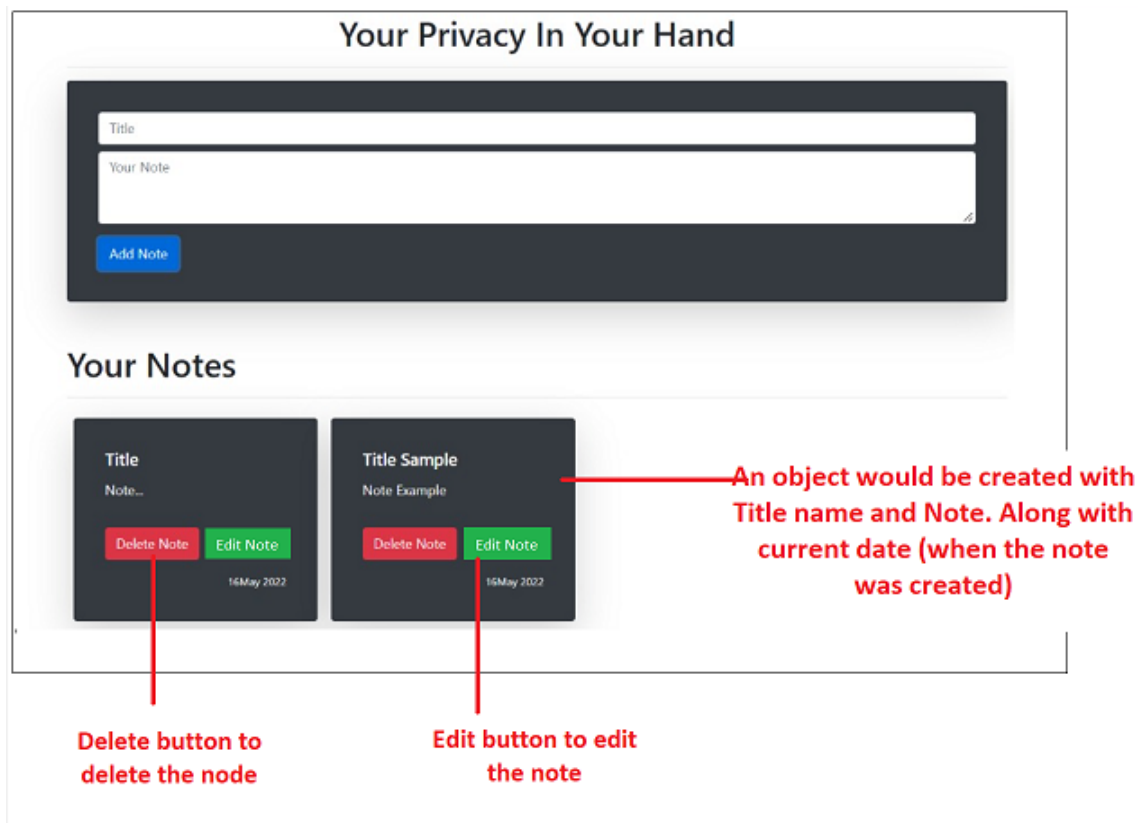 Your Privacy In Your Hand
Title
Your Note
Add Note
Your Notes
Title
Note...
Delete Note Edit Note
16May 2022
Title Sample
Note Example
Delete Note Edit Note
16May 2022
An object would be created with
Title name and Note. Along with
current date (when the note
was created)
Delete button to
delete the node
Edit button to edit
the note